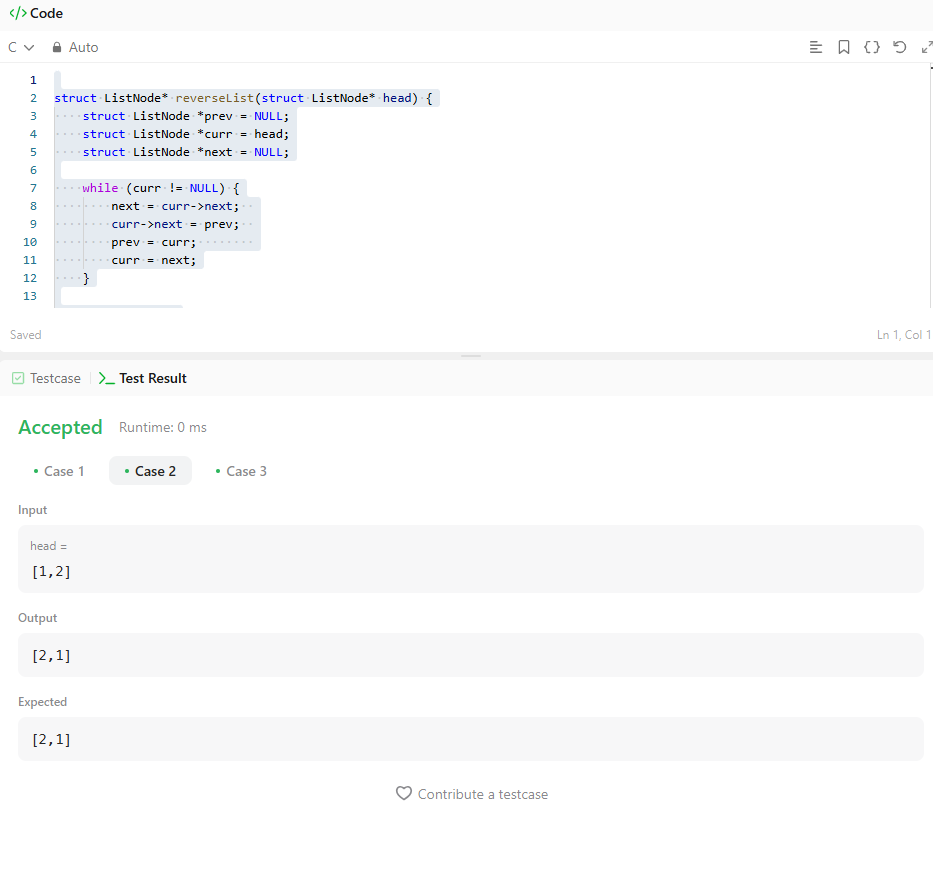 </> Code
C Auto
1
2 struct ListNode* reverseList(struct ListNode* head) {
3     struct ListNode *prev = NULL;
4     struct ListNode *curr = head;
5     struct ListNode *next = NULL;
6
7     while (curr != NULL) {
8         next = curr->next;
9         curr->next = prev;
10         prev = curr;
11         curr = next;
12     }
13
Saved Ln 1, Col 1
Testcase Test Result
Accepted Runtime: 0 ms
Case 1 Case 2 Case 3
Input
head =
[1,2]
Output
[2,1]
Expected
[2,1]
Contribute a testcase